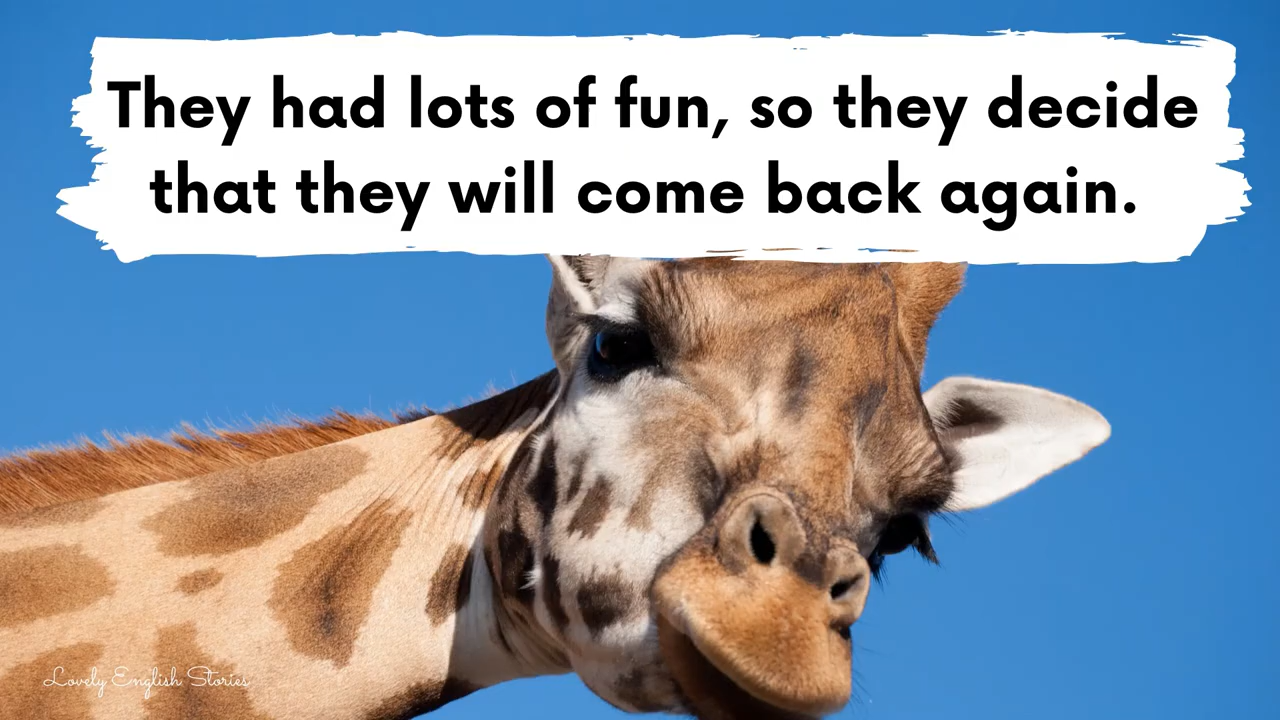 They had lots of fun, so they decide
that they will come back again.
Lovely English Stories